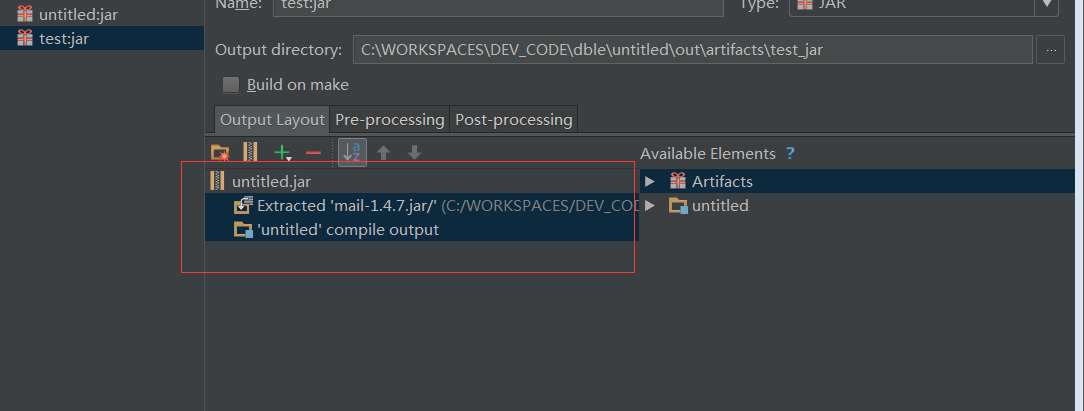 untitled:jar
test:jar
Name: test:jar Type: JAR
Output directory: C:\WORKSPACES\DEV_CODE\dble\untitled\out\artifacts\test_jar ...
Build on make
Output Layout Pre-processing Post-processing
Available Elements ?
untitled.jar
Extracted 'mail-1.4.7.jar/' (C:/WORKSPACES/DEV_COD
'untitled' compile output
Artifacts
untitled